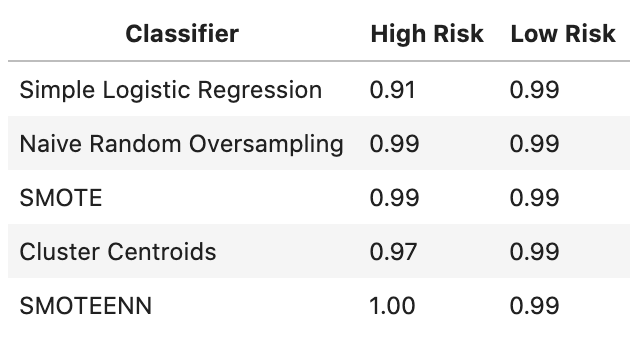 Classifier High Risk Low Risk
Simple Logistic Regression 0.91 0.99
Naive Random Oversampling 0.99 0.99
SMOTE 0.99 0.99
Cluster Centroids 0.97 0.99
SMOTEENN 1.00 0.99